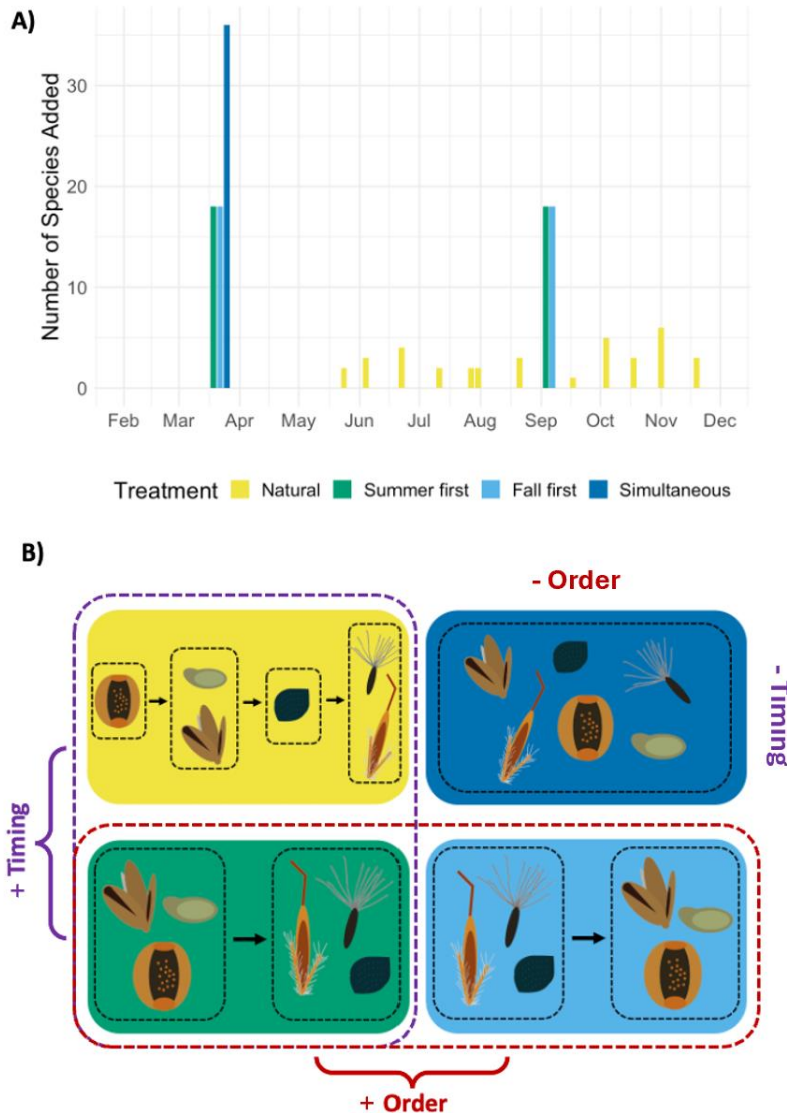 A)
Number of Species Added
30
20
10
0
Feb Mar Apr May Jun Jul Aug Sep Oct Nov Dec
Treatment Natural Summer first Fall first Simultaneous
B)
- Order
- Timing
+ Timing
+ Order